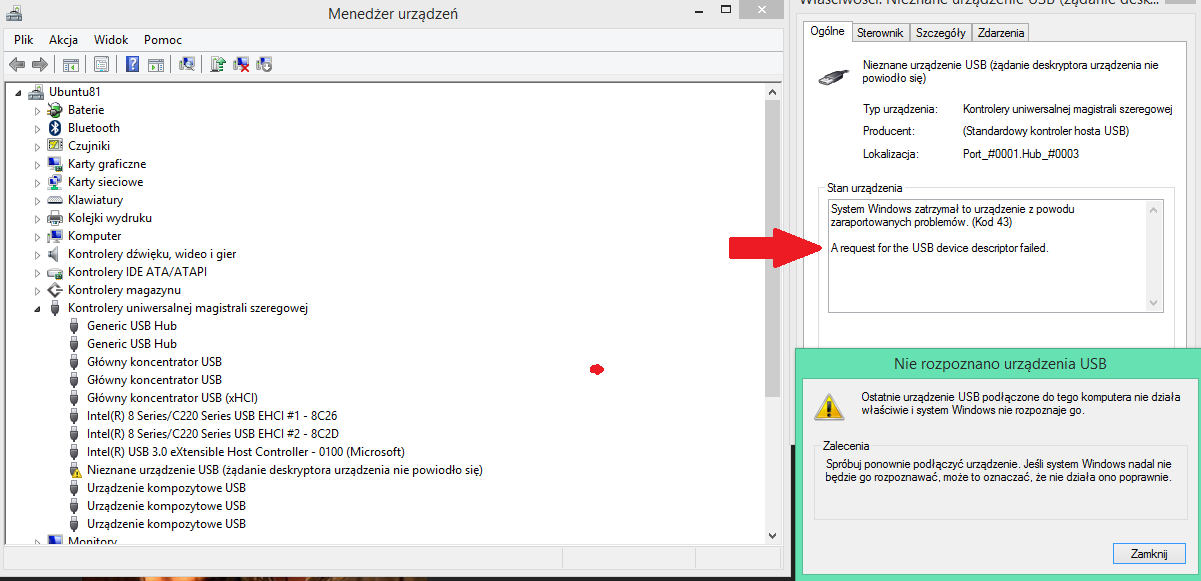 Menedżer urządzeń
Plik Akcja Widok Pomoc
Ubuntu81
Baterie
Bluetooth
Czujniki
Karty graficzne
Karty sieciowe
Klawiatury
Kolejki wydruku
Komputer
Kontrolery dźwięku, wideo i gier
Kontrolery IDE ATA/ATAPI
Kontrolery magazynu
Kontrolery uniwersalnej magistrali szeregowej
Generic USB Hub
Generic USB Hub
Główny koncentrator USB
Główny koncentrator USB
Główny koncentrator USB (xHCI)
Intel(R) 8 Series/C220 Series USB EHCI #1 - 8C26
Intel(R) 8 Series/C220 Series USB EHCI #2 - 8C2D
Intel(R) USB 3.0 eXtensible Host Controller - 0100 (Microsoft)
Nieznane urządzenie USB (żądanie deskryptora urządzenia nie powiodło się)
Urządzenie kompozytowe USB
Urządzenie kompozytowe USB
Urządzenie kompozytowe USB
Monitory
Właściwości: Nieznane urządzenie USB (żądanie desk...
Ogólne Sterownik Szczegóły Zdarzenia
Nieznane urządzenie USB (żądanie deskryptora urządzenia nie
powiodło się)
Typ urządzenia: Kontrolery uniwersalnej magistrali szeregowej
Producent: (Standardowy kontroler hosta USB)
Lokalizacja: Port_#0001.Hub_#0003
Stan urządzenia
System Windows zatrzymał to urządzenie z powodu
zaraportowanych problemów. (Kod 43)
A request for the USB device descriptor failed.
Nie rozpoznano urządzenia USB
Ostatnie urządzenie USB podłączone do tego komputera nie działa
właściwie i system Windows nie rozpoznaje go.
Zalecenia
Spróbuj ponownie podłączyć urządzenie. Jeśli system Windows nadal nie
będzie go rozpoznawać, może to oznaczać, że nie działa ono poprawnie.
Zamknij